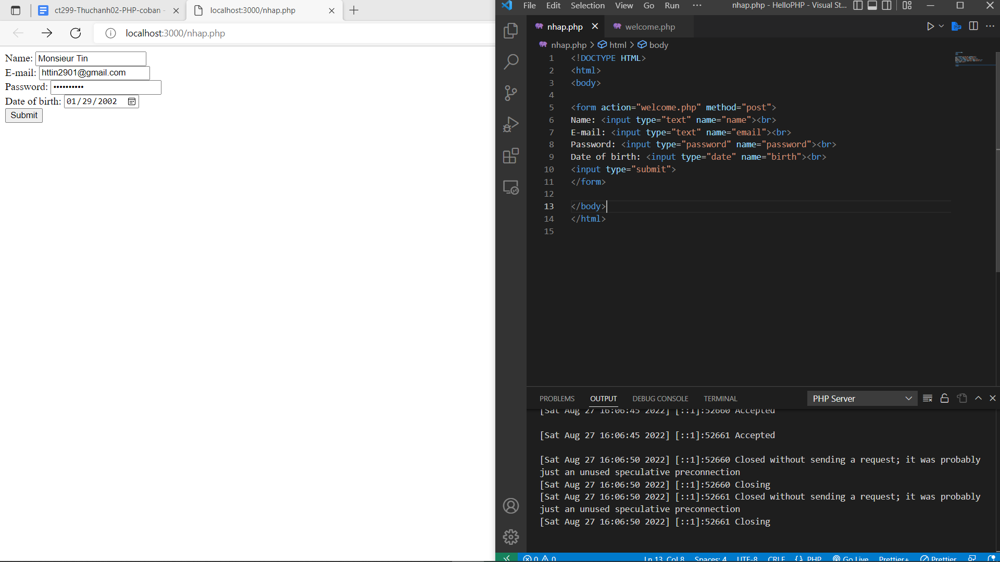 ct299-Thuchanh02-PHP-coban -
localhost:3000/nhap.php
localhost:3000/nhap.php
Name: Monsieur Tin
E-mail: httin2901@gmail.com
Password: ••••••••••
Date of birth: 01/29/2002
Submit
File Edit Selection View Go Run ··· nhap.php - HelloPHP - Visual St...
nhap.php welcome.php
nhap.php > html > body
1 <!DOCTYPE HTML>
2 <html>
3 <body>
4
5 <form action="welcome.php" method="post">
6 Name: <input type="text" name="name"><br>
7 E-mail: <input type="text" name="email"><br>
8 Password: <input type="password" name="password"><br>
9 Date of birth: <input type="date" name="birth"><br>
10 <input type="submit">
11 </form>
12
13 </body>
14 </html>
15
PROBLEMS OUTPUT DEBUG CONSOLE TERMINAL PHP Server
[Sat Aug 27 16:06:45 2022] [::1]:52660 Accepted
[Sat Aug 27 16:06:45 2022] [::1]:52661 Accepted
[Sat Aug 27 16:06:50 2022] [::1]:52660 Closed without sending a request; it was probably
just an unused speculative preconnection
[Sat Aug 27 16:06:50 2022] [::1]:52660 Closing
[Sat Aug 27 16:06:50 2022] [::1]:52661 Closed without sending a request; it was probably
just an unused speculative preconnection
[Sat Aug 27 16:06:50 2022] [::1]:52661 Closing
0 0 Ln 13, Col 8 Spaces: 4 UTF-8 CRLF {} PHP Go Live Prettier+ Prettier